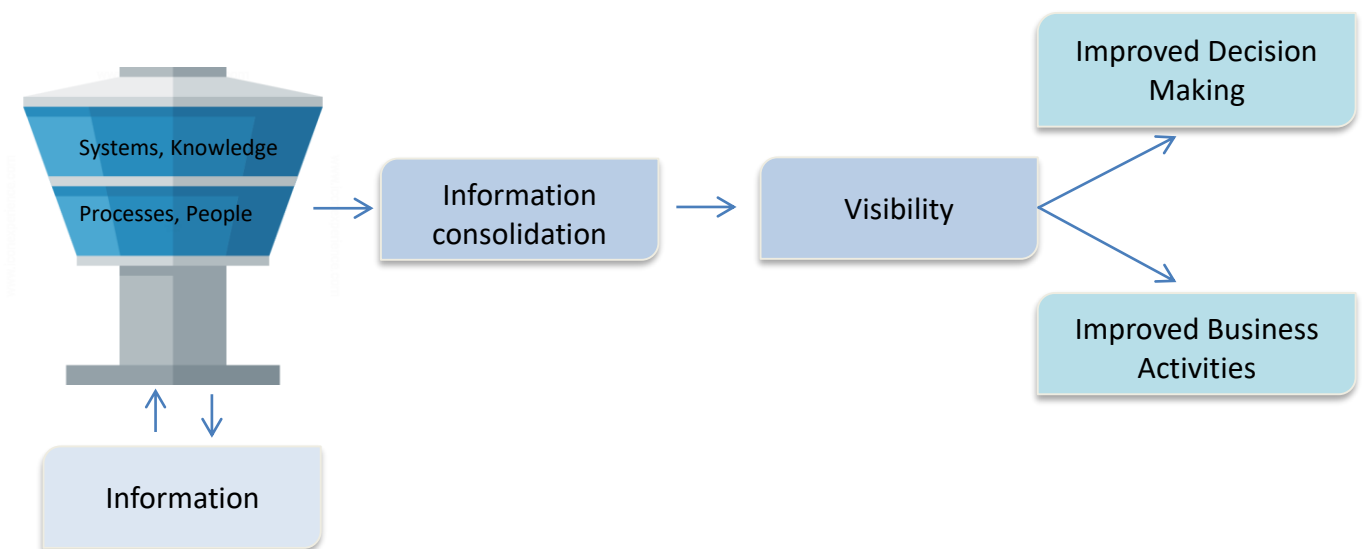 Systems, Knowledge
Processes, People
Information
Information
consolidation
Visibility
Improved Decision
Making
Improved Business
Activities